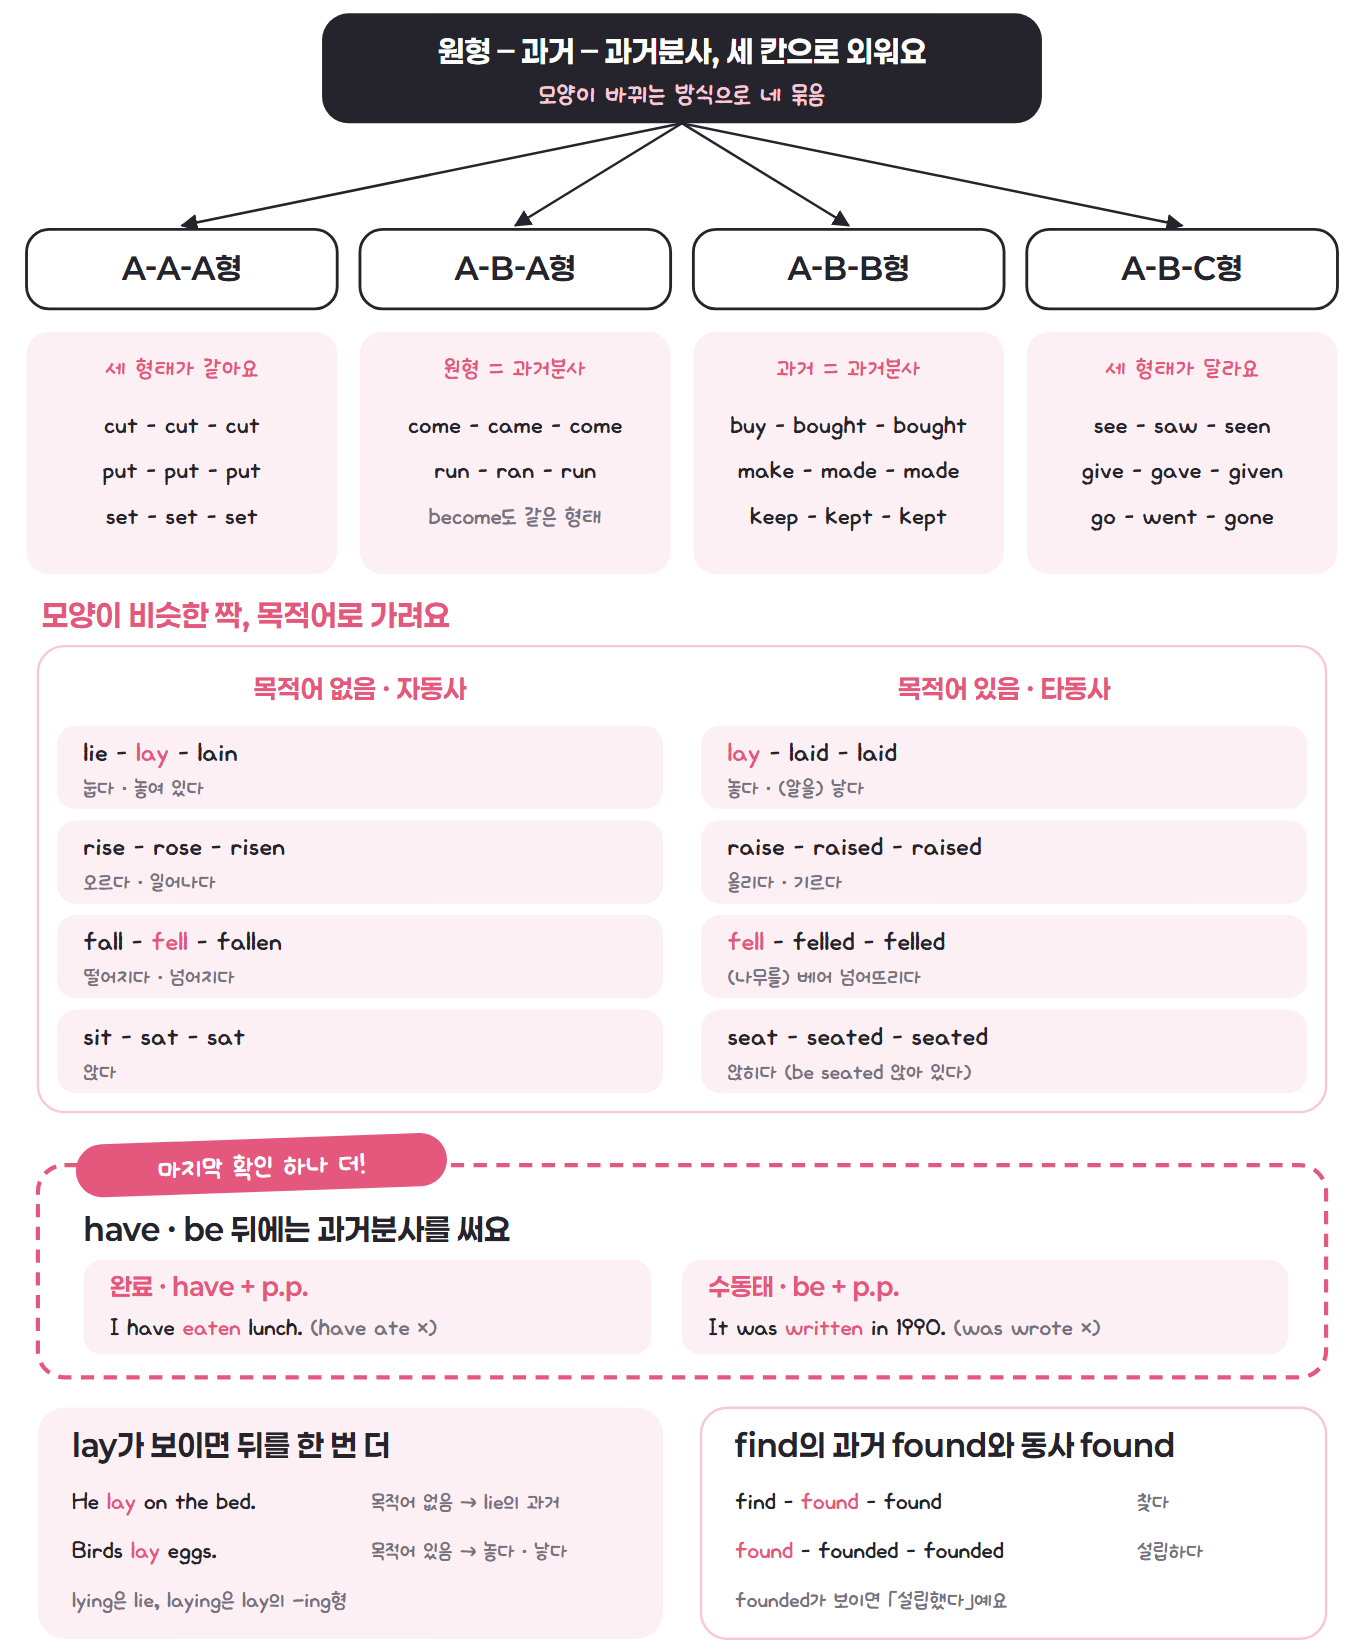 원형 – 과거 – 과거분사, 세 칸으로 외워요
모양이 바뀌는 방식으로 네 묶음
A-A-A형
세 형태가 같아요
cut - cut - cut
put - put - put
set - set - set
A-B-A형
원형 = 과거분사
come - came - come
run - ran - run
become도 같은 형태
A-B-B형
과거 = 과거분사
buy - bought - bought
make - made - made
keep - kept - kept
A-B-C형
세 형태가 달라요
see - saw - seen
give - gave - given
go - went - gone
모양이 비슷한 짝, 목적어로 가려요
목적어 없음 · 자동사
lie - lay - lain
눕다 · 놓여 있다
rise - rose - risen
오르다 · 일어나다
fall - fell - fallen
떨어지다 · 넘어지다
sit - sat - sat
앉다
목적어 있음 · 타동사
lay - laid - laid
놓다 · (알을) 낳다
raise - raised - raised
올리다 · 기르다
fell - felled - felled
(나무를) 베어 넘어뜨리다
seat - seated - seated
앉히다 (be seated 앉아 있다)
마지막 확인 하나 더!
have · be 뒤에는 과거분사를 써요
완료 · have + p.p.
I have eaten lunch. (have ate ×)
수동태 · be + p.p.
It was written in 1990. (was wrote ×)
lay가 보이면 뒤를 한 번 더
He lay on the bed. 목적어 없음 → lie의 과거
Birds lay eggs. 목적어 있음 → 놓다 · 낳다
lying은 lie, laying은 lay의 -ing형
find의 과거 found와 동사 found
find - found - found 찾다
found - founded - founded 설립하다
founded가 보이면 「설립했다」예요